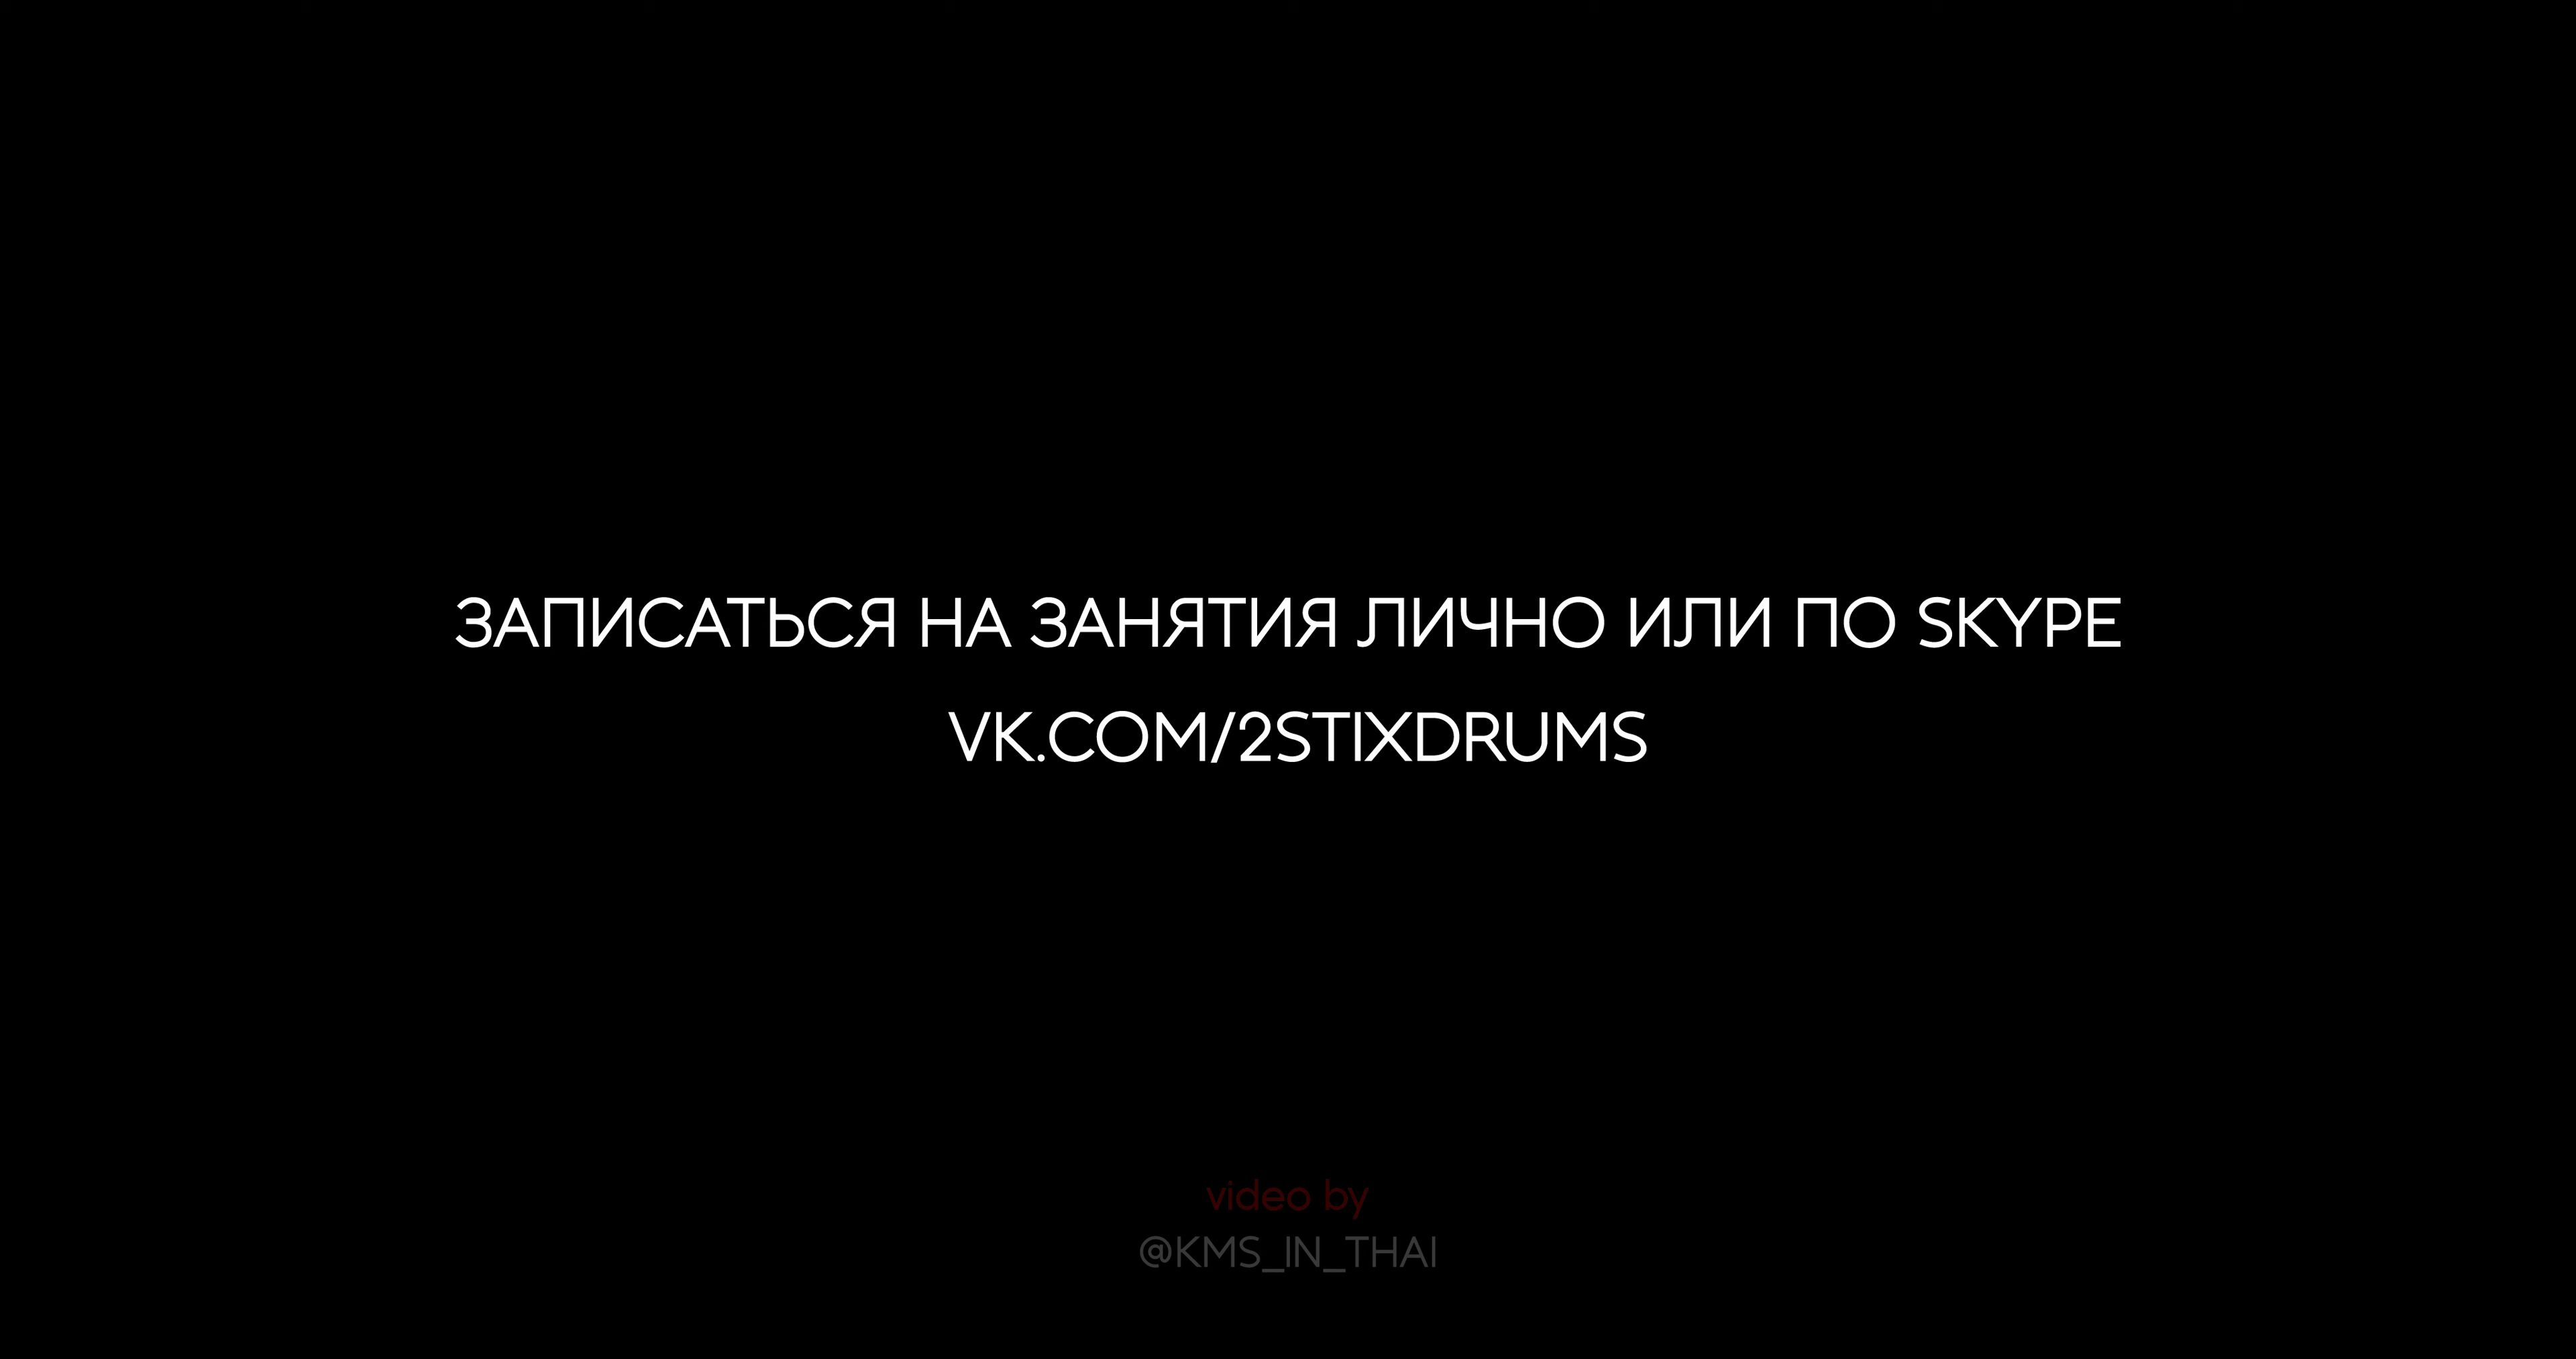 ЗАПИСАТЬСЯ НА ЗАНЯТИЯ ЛИЧНО ИЛИ ПО SKYPE
VK.COM/2STIXDRUMS
video by
@KMS_IN_THAI